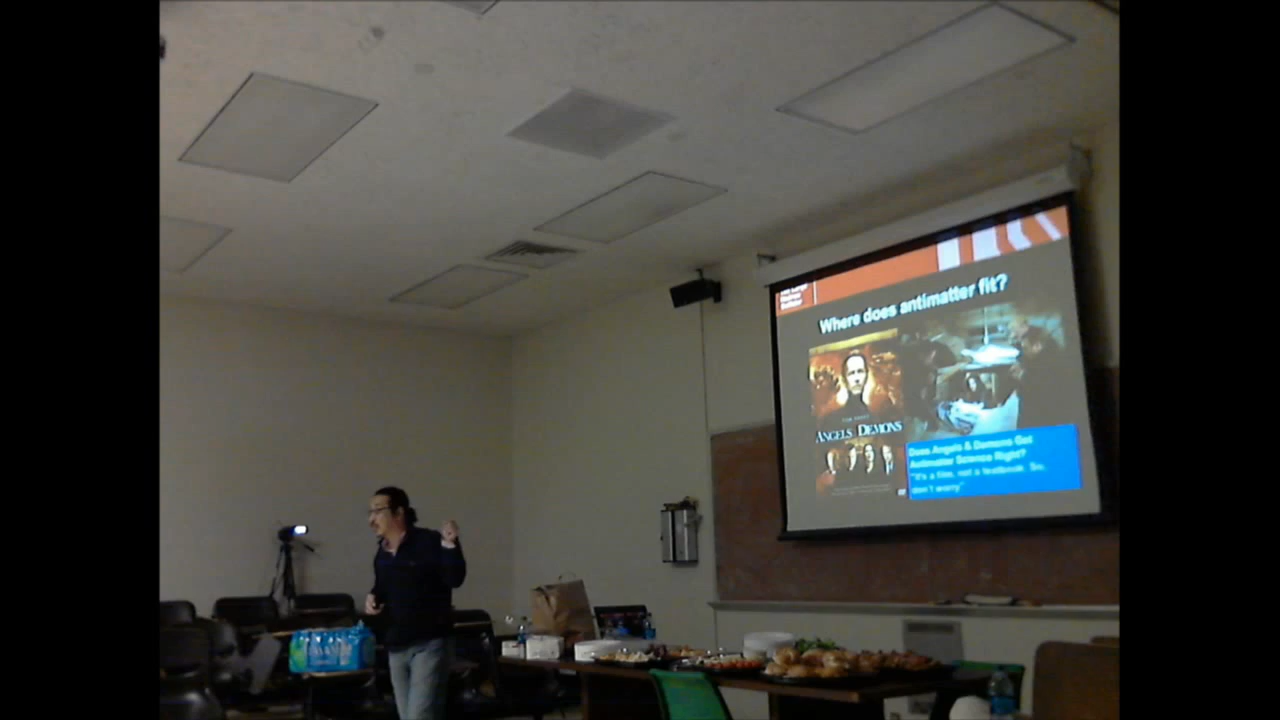 Where does antimatter fit?
ANGELS & DEMONS
Does Angels & Demons Get
Antimatter Science Right?
"It's a film, not a textbook. So,
don't worry"